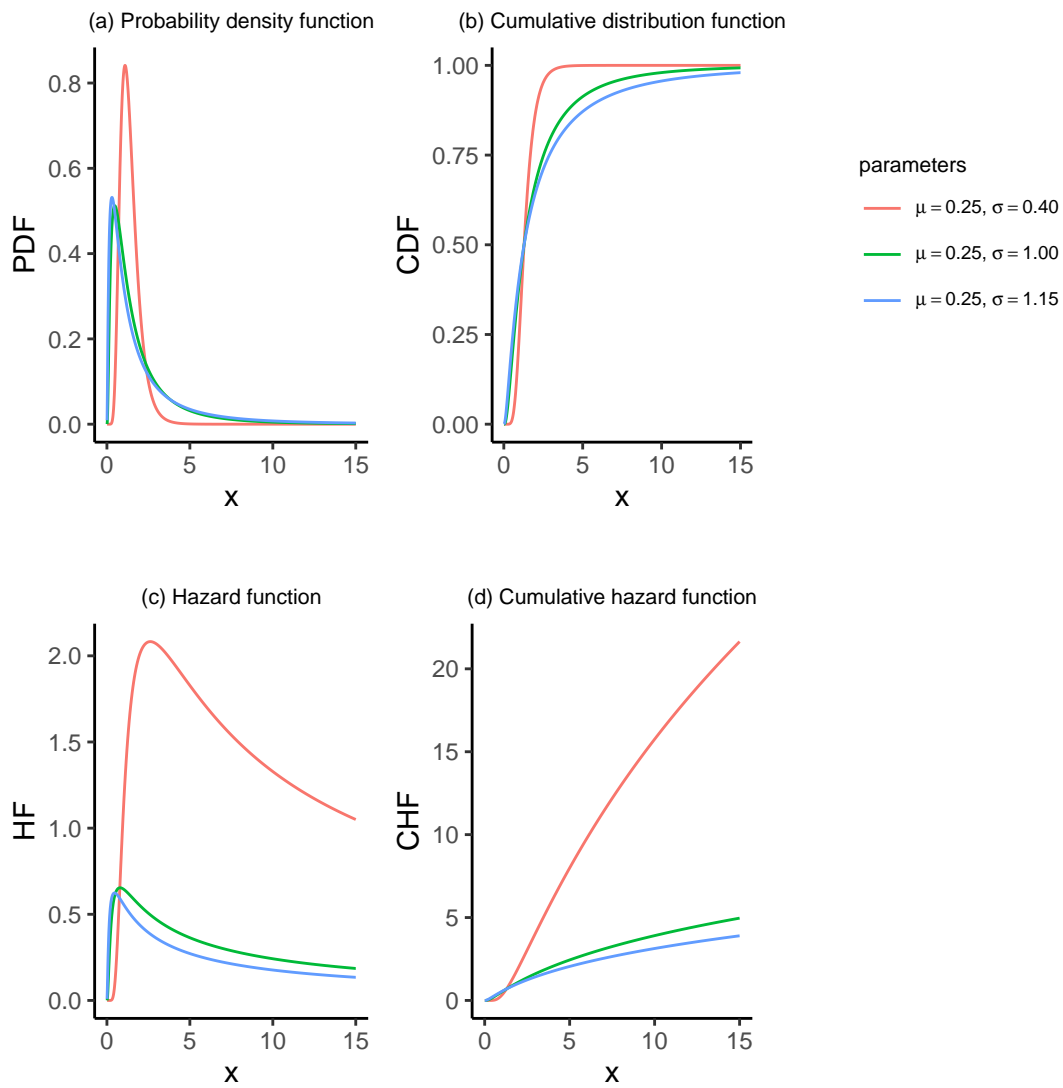 (a) Probability density function
(b) Cumulative distribution function
0.8
0.6
0.4
0.2
0.0
PDF
0
5
10
15
x
1.00
0.75
0.50
0.25
0.00
CDF
0
5
10
15
x
parameters
μ = 0.25, σ = 0.40
μ = 0.25, σ = 1.00
μ = 0.25, σ = 1.15
(c) Hazard function
(d) Cumulative hazard function
2.0
1.5
1.0
0.5
0.0
HF
0
5
10
15
x
20
15
10
5
0
CHF
0
5
10
15
x